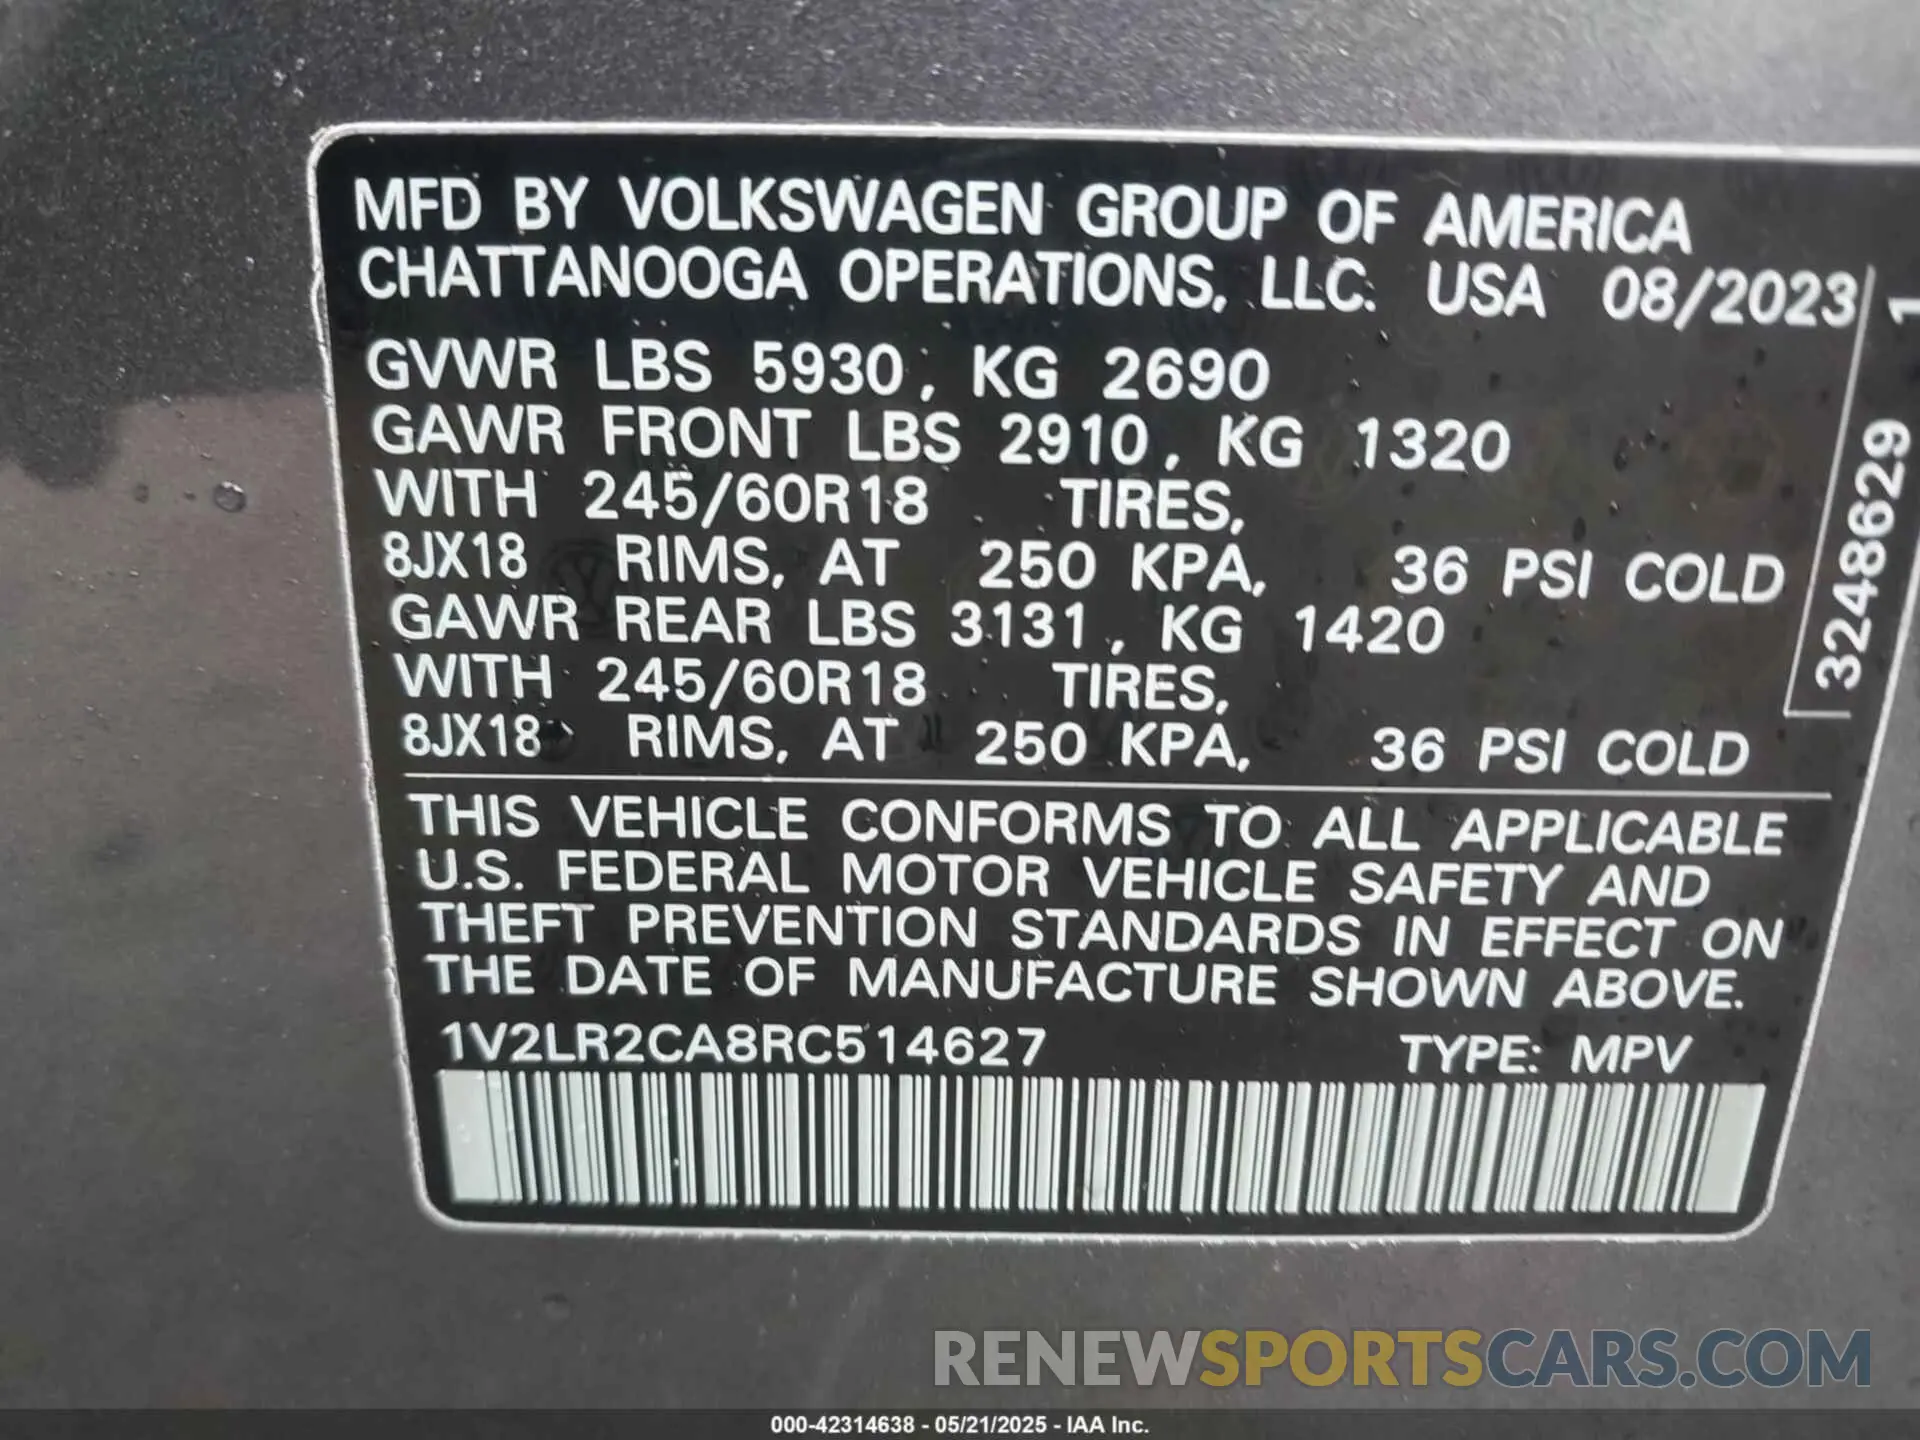 MFD BY VOLKSWAGEN GROUP OF AMERICA
CHATTANOOGA OPERATIONS, LLC. USA 08/2023
GVWR LBS 5930, KG 2690
GAWR FRONT LBS 2910, KG 1320
WITH 245/60R18 TIRES,
8JX18 RIMS, AT 250 KPA, 36 PSI COLD
GAWR REAR LBS 3131, KG 1420
WITH 245/60R18 TIRES,
8JX18 RIMS, AT 250 KPA, 36 PSI COLD
3248629 1
THIS VEHICLE CONFORMS TO ALL APPLICABLE
U.S. FEDERAL MOTOR VEHICLE SAFETY AND
THEFT PREVENTION STANDARDS IN EFFECT ON
THE DATE OF MANUFACTURE SHOWN ABOVE.
1V2LR2CA8RC514627 TYPE: MPV
RENEWSPORTSCARS.COM
000-42314638 - 05/21/2025 - IAA Inc.